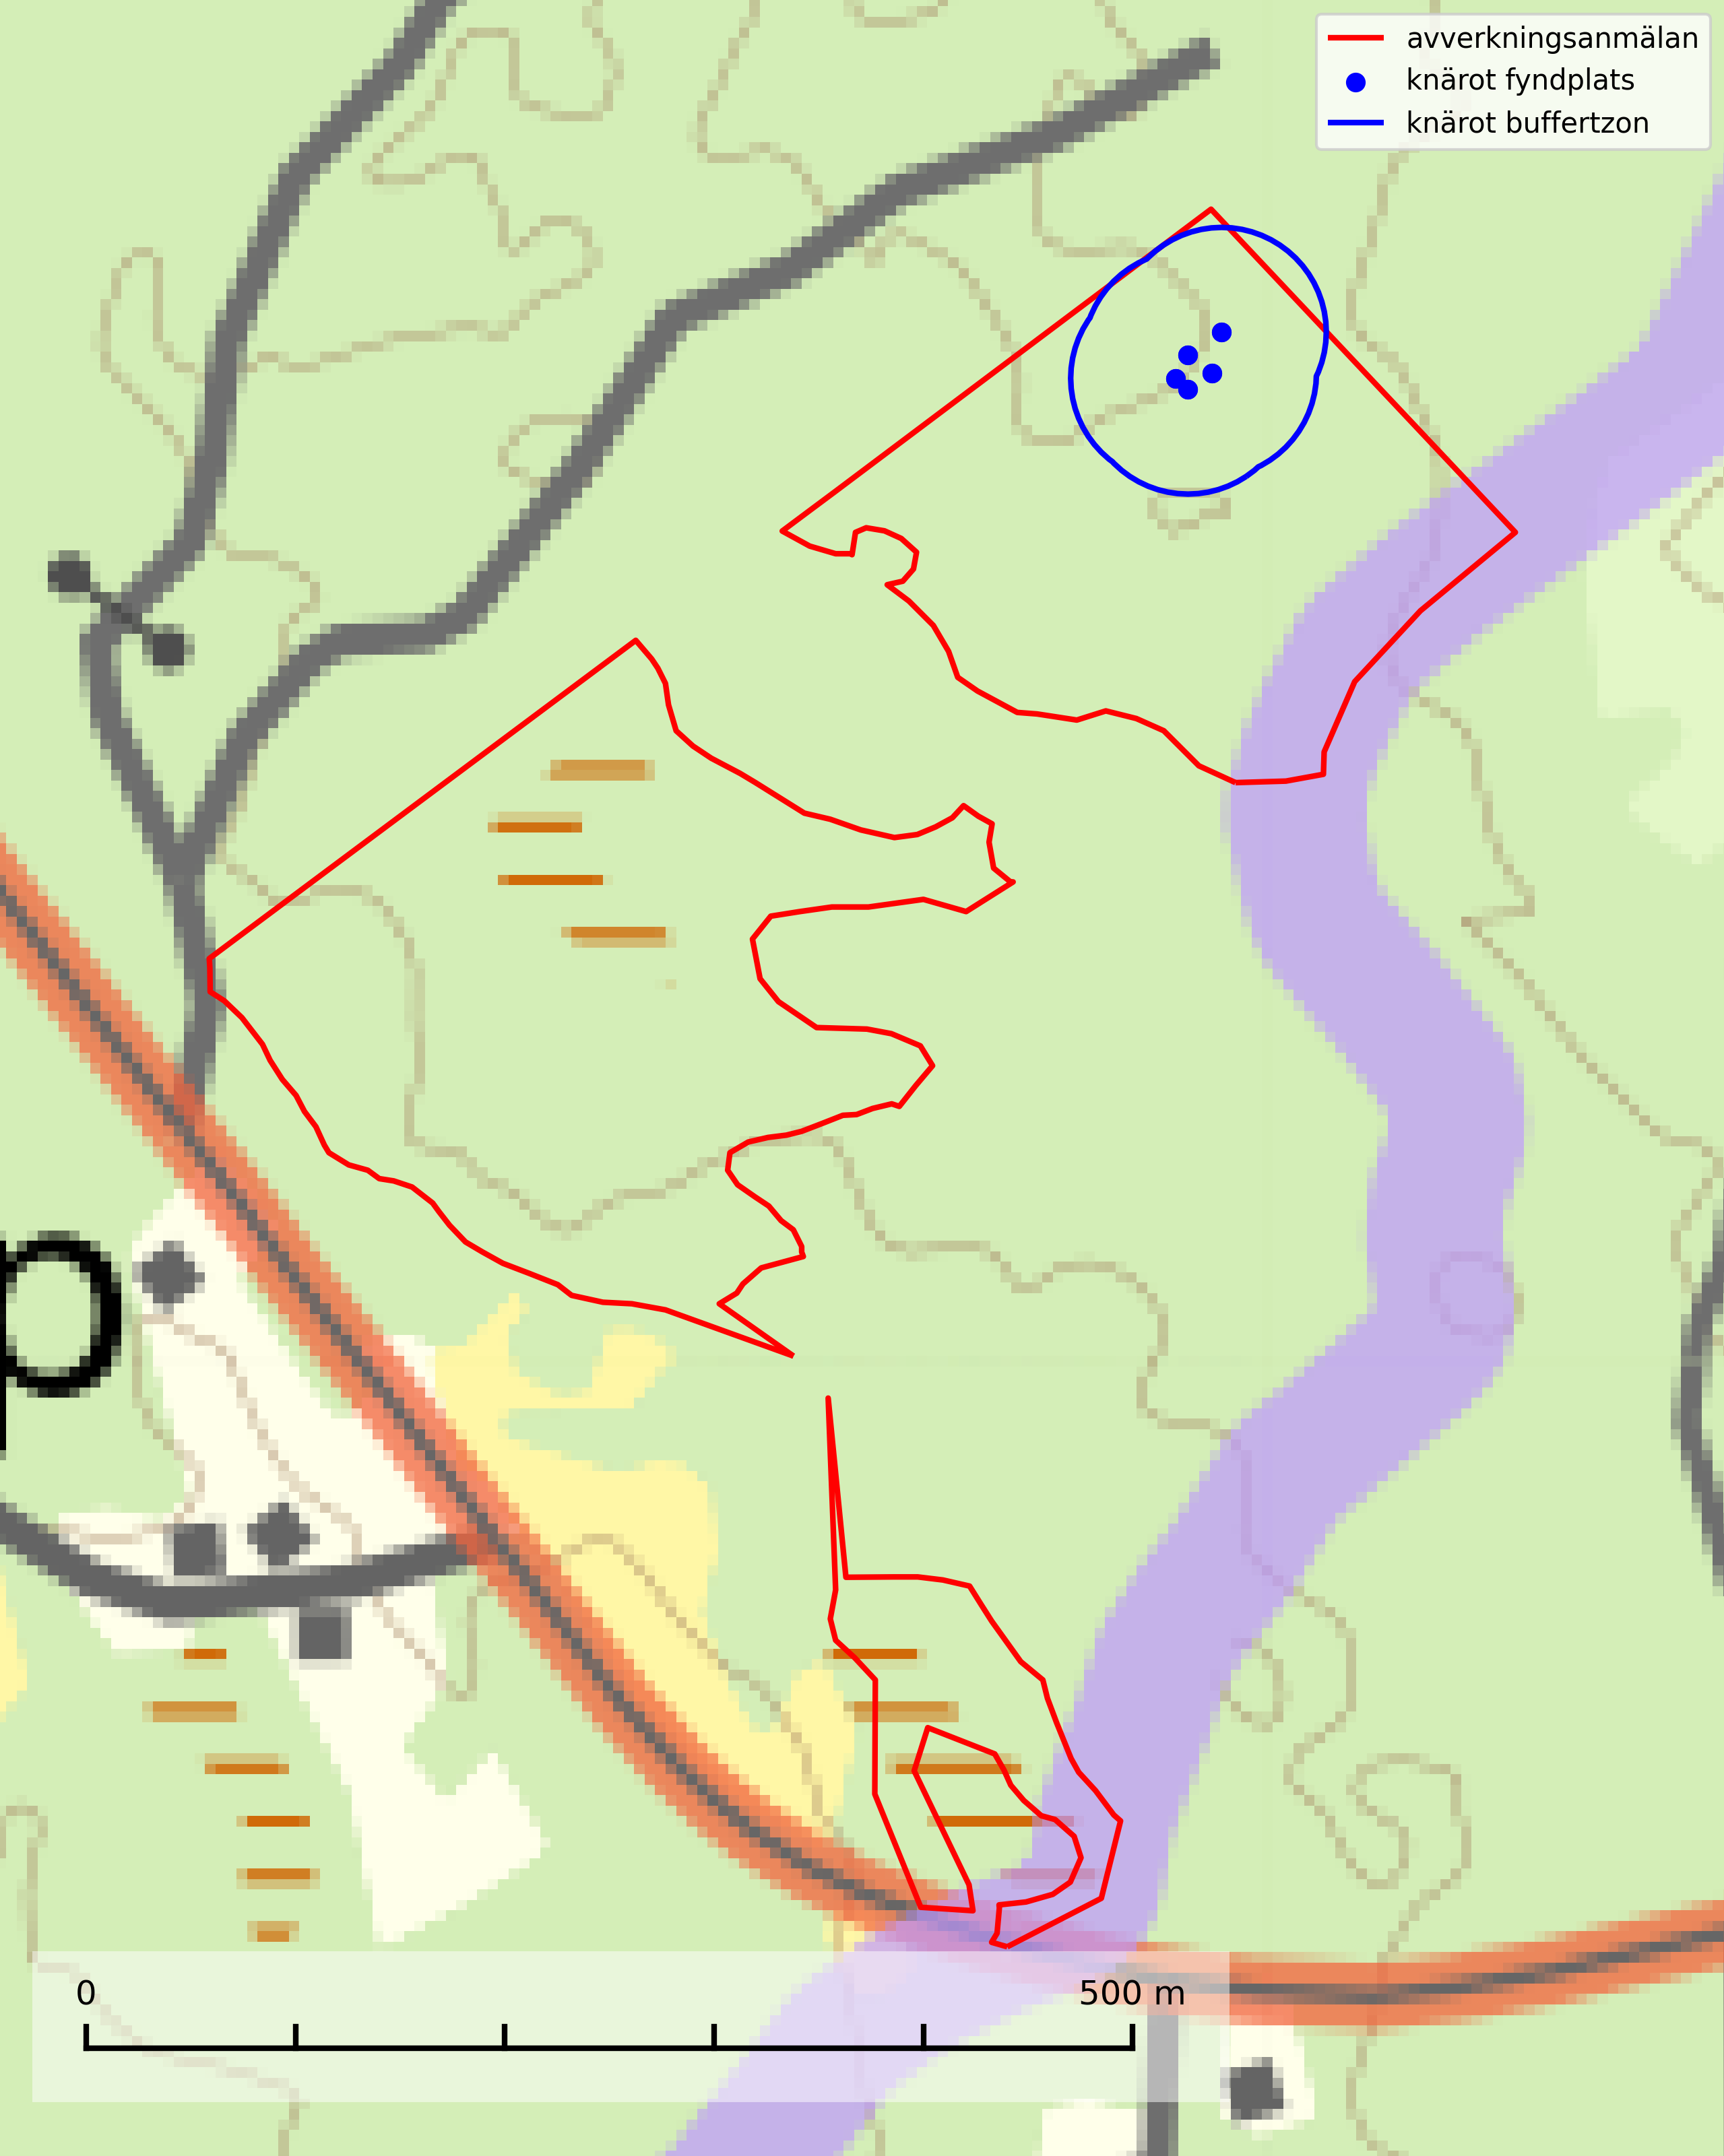 avverkningsanmälan
knärot fyndplats
knärot buffertzon
0 500 m